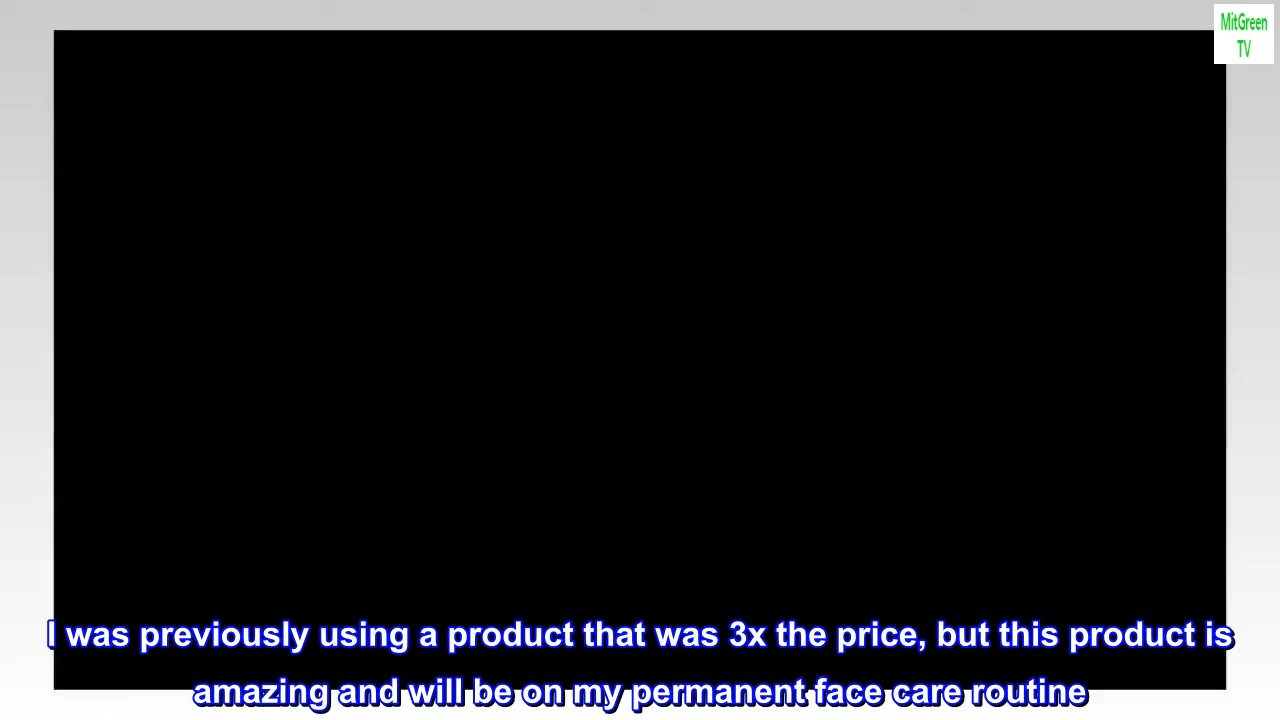 MitGreen
TV
I was previously using a product that was 3x the price, but this product is
amazing and will be on my permanent face care routine